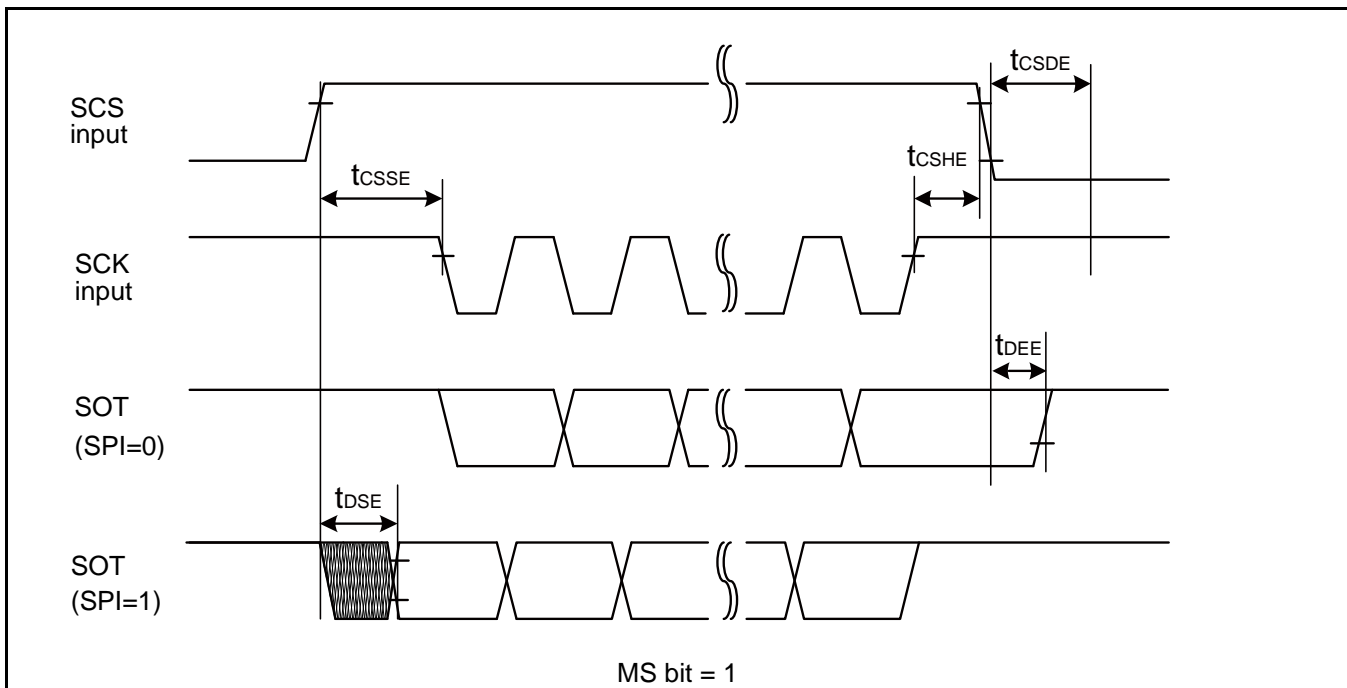 tCSDE
SCS
input
tCSHE
tCSSE
SCK
input
tDEE
SOT
(SPI=0)
tDSE
SOT
(SPI=1)
MS bit = 1